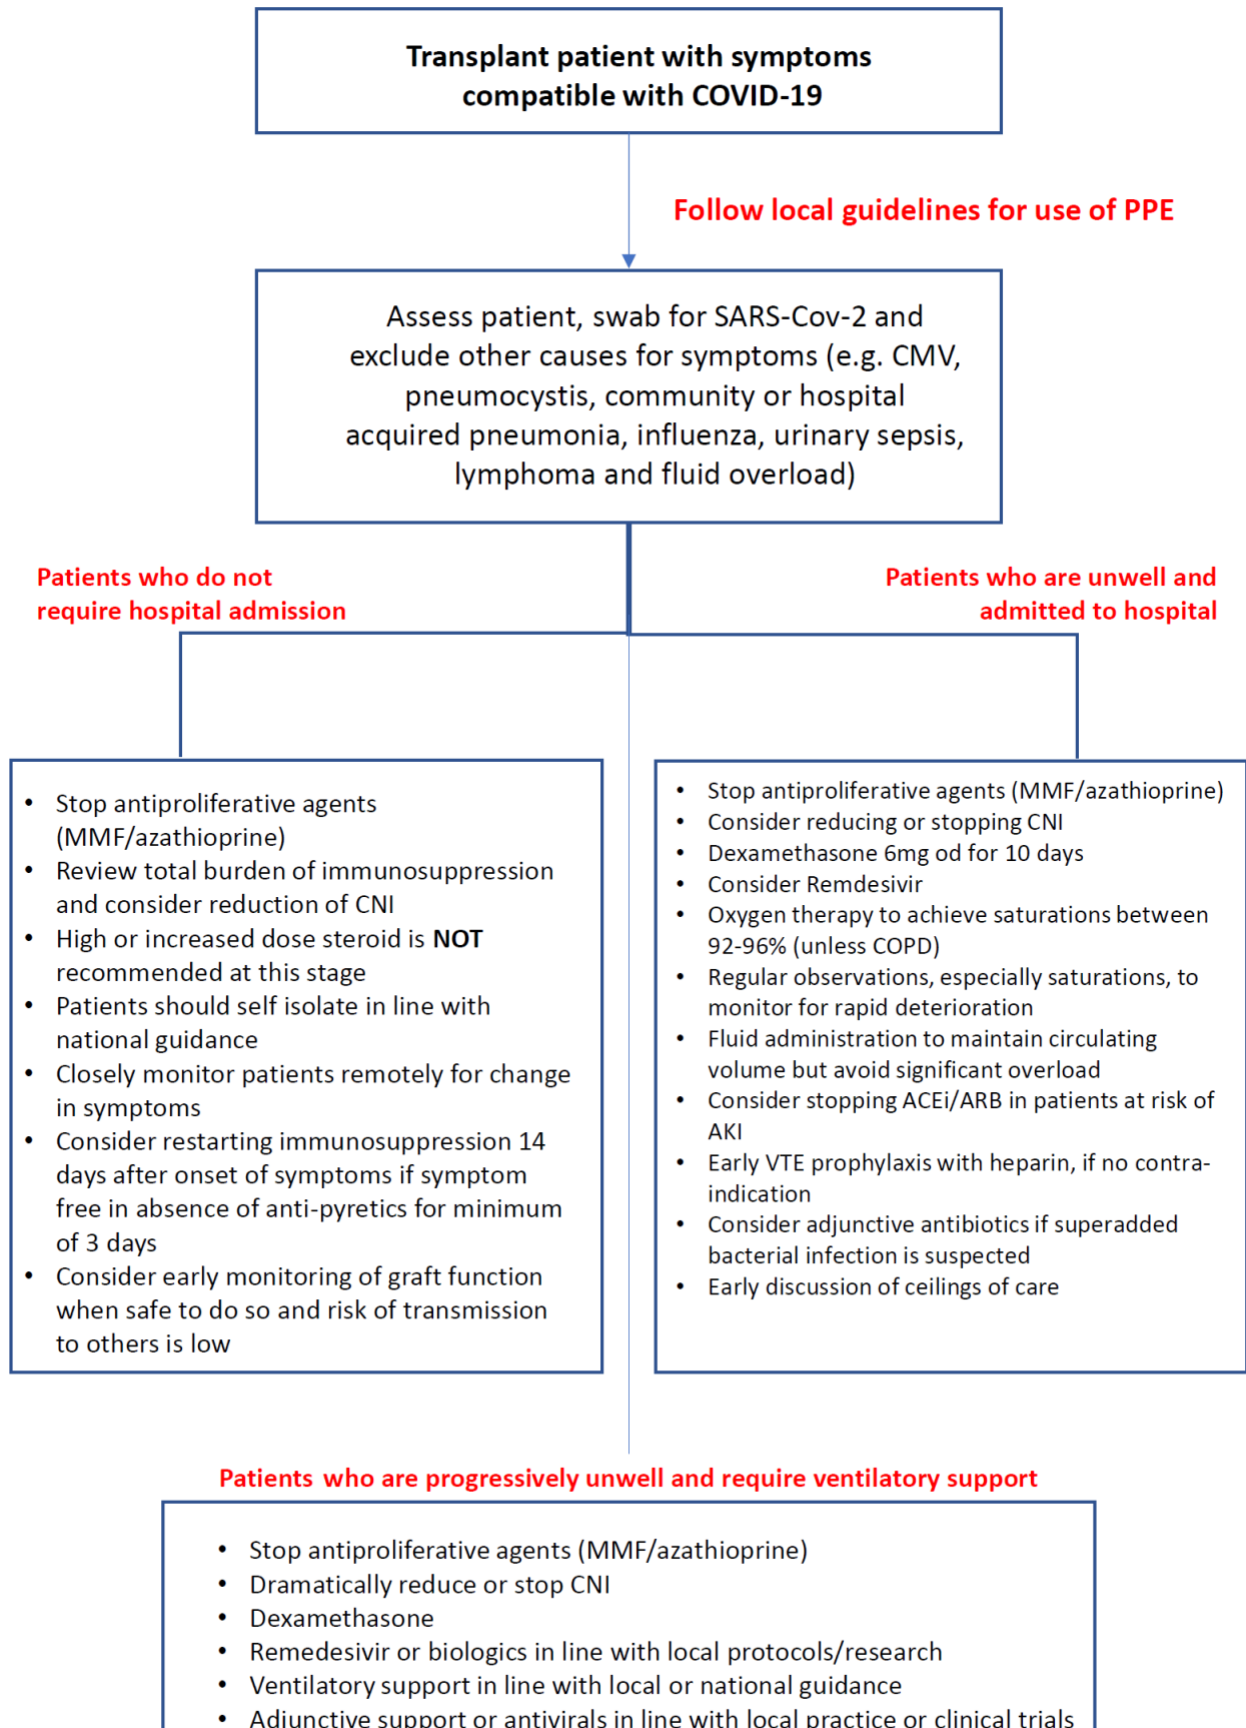 Transplant patient with symptoms
compatible with COVID-19
Follow local guidelines for use of PPE
Assess patient, swab for SARS-Cov-2 and
exclude other causes for symptoms (e.g. CMV,
pneumocystis, community or hospital
acquired pneumonia, influenza, urinary sepsis,
lymphoma and fluid overload)
Patients who do not
require hospital admission
Patients who are unwell and
admitted to hospital
• Stop antiproliferative agents
(MMF/azathioprine)
• Review total burden of immunosuppression
and consider reduction of CNI
• High or increased dose steroid is NOT
recommended at this stage
• Patients should self isolate in line with
national guidance
• Closely monitor patients remotely for change
in symptoms
• Consider restarting immunosuppression 14
days after onset of symptoms if symptom
free in absence of anti-pyretics for minimum
of 3 days
• Consider early monitoring of graft function
when safe to do so and risk of transmission
to others is low
• Stop antiproliferative agents (MMF/azathioprine)
• Consider reducing or stopping CNI
• Dexamethasone 6mg od for 10 days
• Consider Remdesivir
• Oxygen therapy to achieve saturations between
92-96% (unless COPD)
• Regular observations, especially saturations, to
monitor for rapid deterioration
• Fluid administration to maintain circulating
volume but avoid significant overload
• Consider stopping ACEi/ARB in patients at risk of
AKI
• Early VTE prophylaxis with heparin, if no contra-
indication
• Consider adjunctive antibiotics if superadded
bacterial infection is suspected
• Early discussion of ceilings of care
Patients who are progressively unwell and require ventilatory support
• Stop antiproliferative agents (MMF/azathioprine)
• Dramatically reduce or stop CNI
• Dexamethasone
• Remedesivir or biologics in line with local protocols/research
• Ventilatory support in line with local or national guidance
• Adjunctive support or antivirals in line with local practice or clinical trials